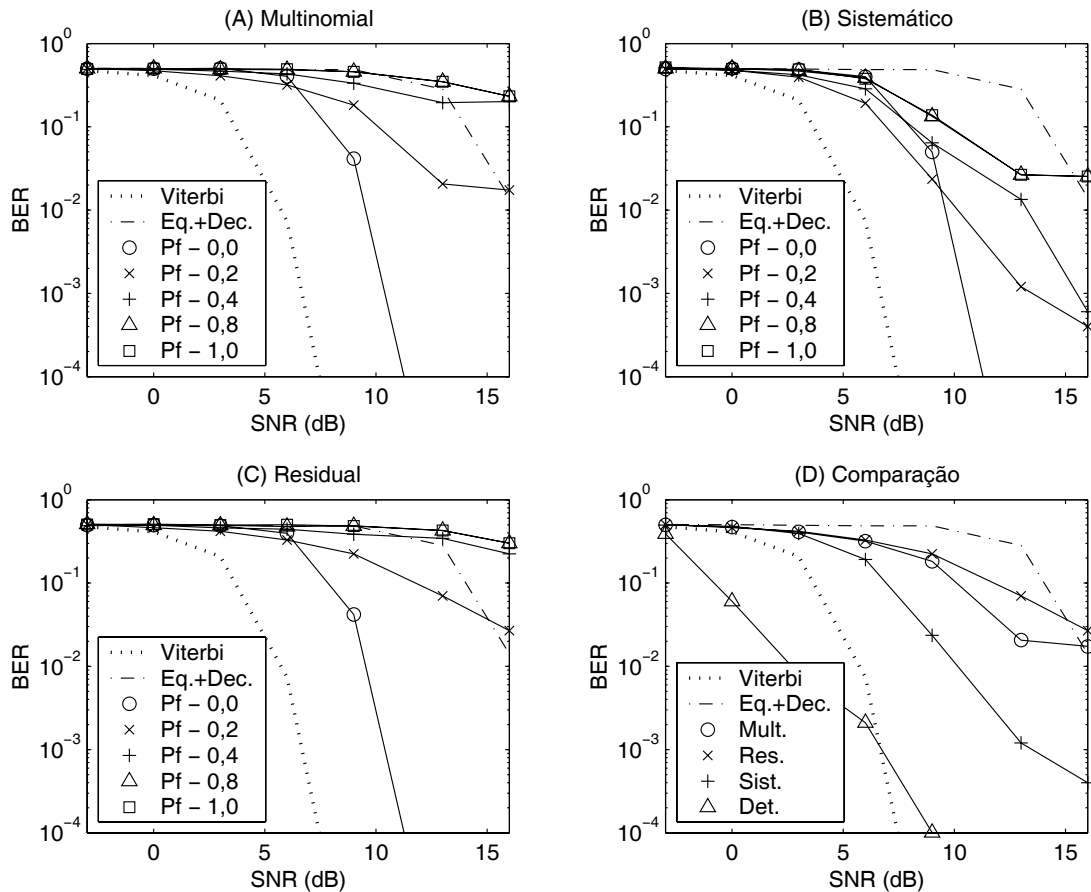 (A) Multinomial
10^0
10^-1
10^-2
10^-3
10^-4
BER
Viterbi
Eq.+Dec.
Pf − 0,0
Pf − 0,2
Pf − 0,4
Pf − 0,8
Pf − 1,0
0
5
10
15
SNR (dB)
(B) Sistemático
10^0
10^-1
10^-2
10^-3
10^-4
BER
Viterbi
Eq.+Dec.
Pf − 0,0
Pf − 0,2
Pf − 0,4
Pf − 0,8
Pf − 1,0
0
5
10
15
SNR (dB)
(C) Residual
10^0
10^-1
10^-2
10^-3
10^-4
BER
Viterbi
Eq.+Dec.
Pf − 0,0
Pf − 0,2
Pf − 0,4
Pf − 0,8
Pf − 1,0
0
5
10
15
SNR (dB)
(D) Comparação
10^0
10^-1
10^-2
10^-3
10^-4
BER
Viterbi
Eq.+Dec.
Mult.
Res.
Sist.
Det.
0
5
10
15
SNR (dB)